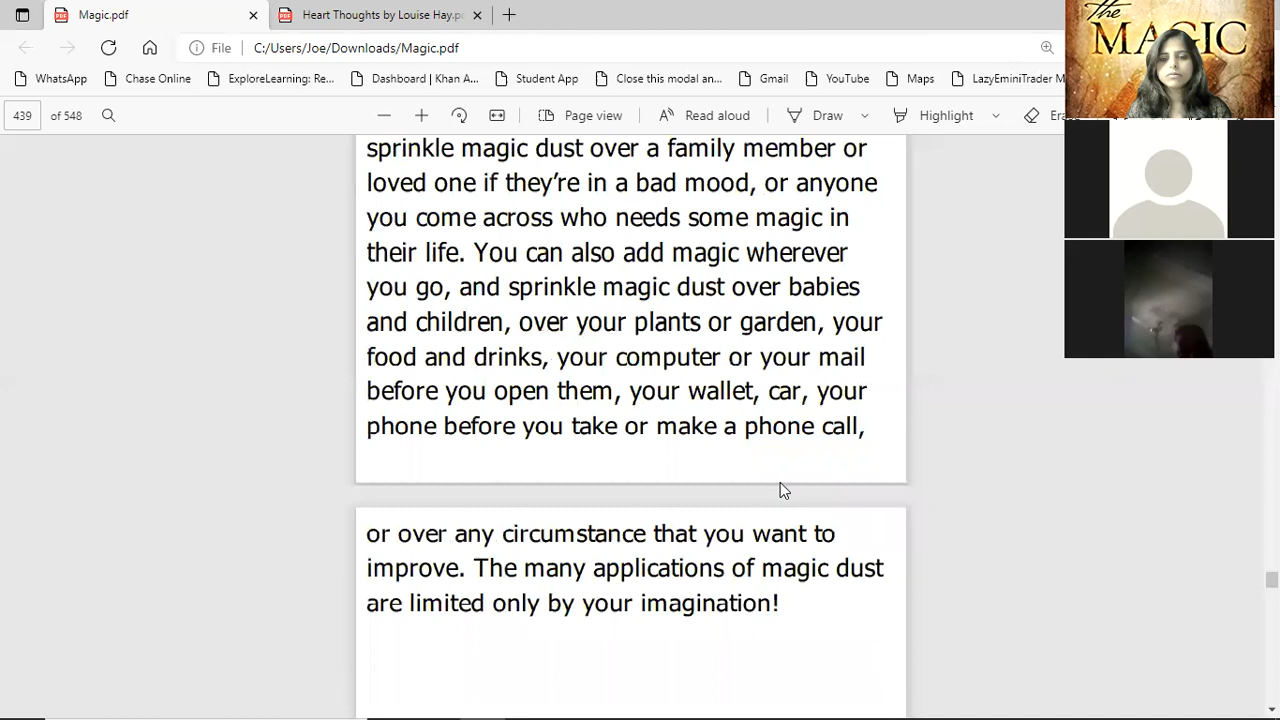 Magic.pdf
Heart Thoughts by Louise Hay.p
File C:/Users/Joe/Downloads/Magic.pdf
WhatsApp Chase Online ExploreLearning: Re... Dashboard | Khan A... Student App Close this modal an... Gmail YouTube Maps LazyEminiTrader M
439 of 548 Page view Read aloud Draw Highlight Era
The
MAGIC
sprinkle magic dust over a family member or
loved one if they’re in a bad mood, or anyone
you come across who needs some magic in
their life. You can also add magic wherever
you go, and sprinkle magic dust over babies
and children, over your plants or garden, your
food and drinks, your computer or your mail
before you open them, your wallet, car, your
phone before you take or make a phone call,
or over any circumstance that you want to
improve. The many applications of magic dust
are limited only by your imagination!